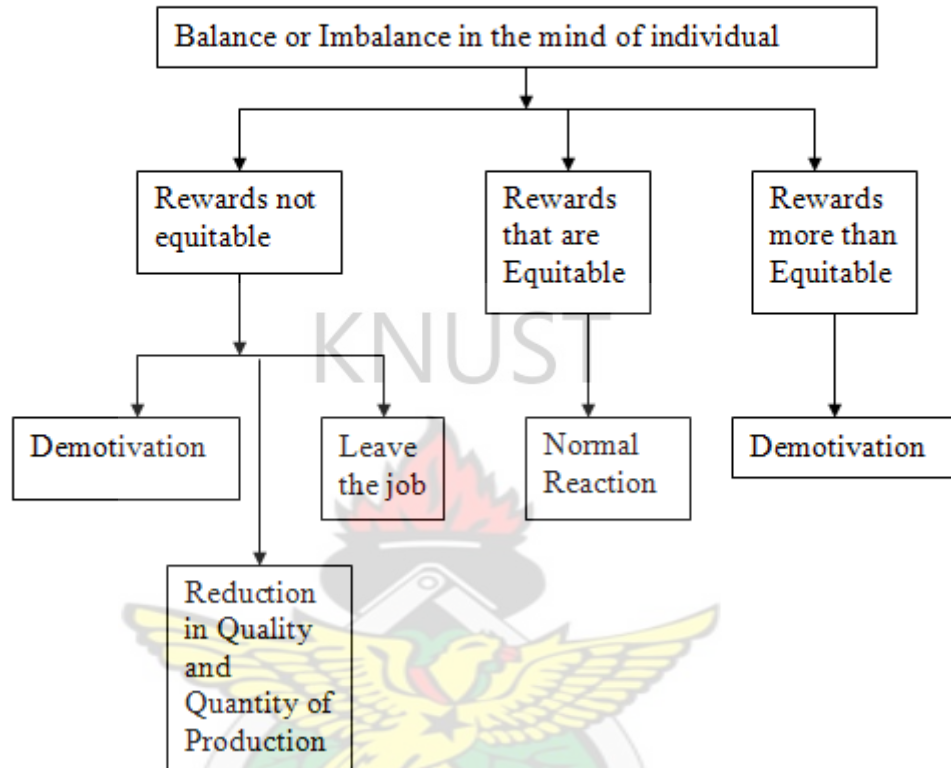 Balance or Imbalance in the mind of individual
Rewards not
equitable
Rewards
that are
Equitable
Rewards
more than
Equitable
KNUST
Demotivation
Leave
the job
Normal
Reaction
Demotivation
Reduction
in Quality
and
Quantity of
Production